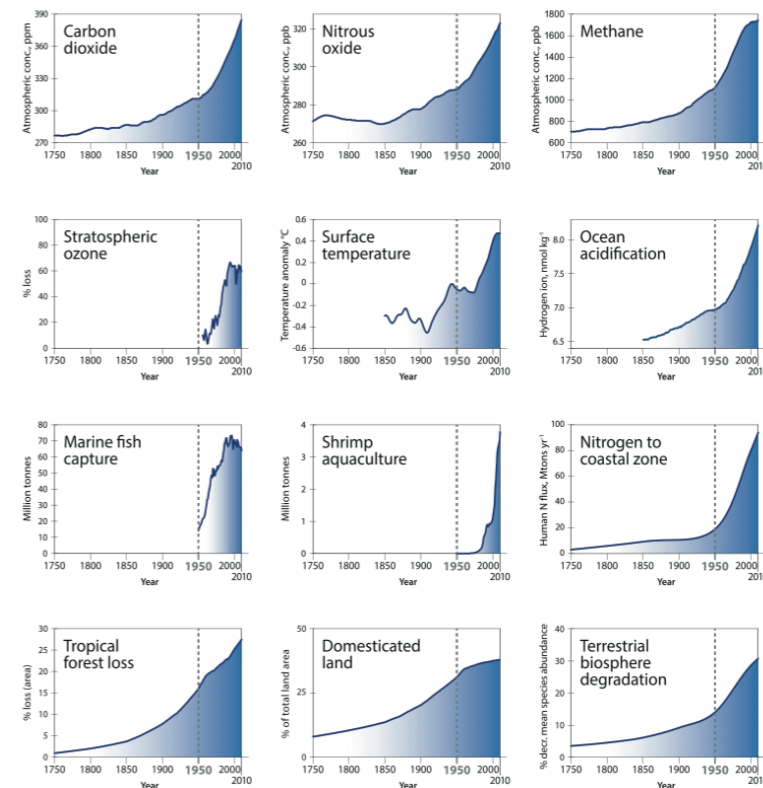 Carbon
dioxide
Atmospheric conc., ppm
390
360
330
300
270
1750 1800 1850 1900 1950 2000
2010
Year
Nitrous
oxide
Atmospheric conc., ppb
320
300
280
260
1750 1800 1850 1900 1950 2000
2010
Year
Methane
Atmospheric conc., ppb
1800
1600
1400
1200
1000
800
600
1750 1800 1850 1900 1950 2000
2010
Year
Stratospheric
ozone
% loss
100
80
60
40
20
0
1750 1800 1850 1900 1950 2000
2010
Year
Surface
temperature
Temperature anomaly °C
0.6
0.4
0.2
0
-0.2
-0.4
-0.6
1750 1800 1850 1900 1950 2000
2010
Year
Ocean
acidification
Hydrogen ion, nmol kg⁻¹
8.0
7.5
7.0
6.5
1750 1800 1850 1900 1950 2000
201
Year
Marine fish
capture
Million tonnes
80
70
60
50
40
30
20
10
0
1750 1800 1850 1900 1950 2000
2010
Year
Shrimp
aquaculture
Million tonnes
4
3
2
1
0
1750 1800 1850 1900 1950 2000
2010
Year
Nitrogen to
coastal zone
Human N flux, Mtons yr⁻¹
100
80
60
40
20
0
1750 1800 1850 1900 1950 2000
201
Year
Tropical
forest loss
% loss (area)
30
25
20
15
10
5
0
1750 1800 1850 1900 1950 2000
2010
Year
Domesticated
land
% of total land area
50
25
0
1750 1800 1850 1900 1950 2000
2010
Year
Terrestrial
biosphere
degradation
% decr. mean species abundance
40
30
20
10
0
1750 1800 1850 1900 1950 2000
201
Year